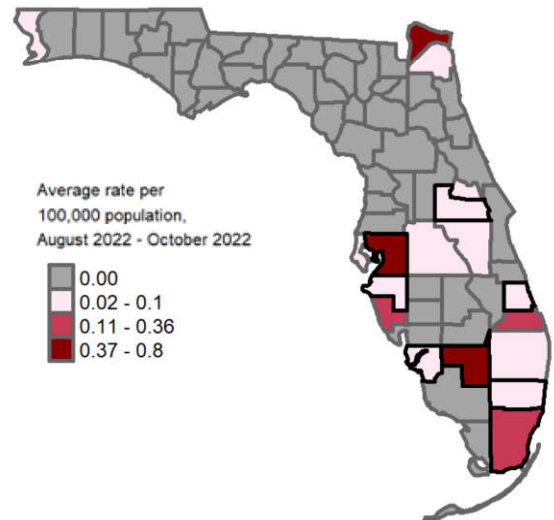 Average rate per
100,000 population,
August 2022 - October 2022
0.00
0.02 - 0.1
0.11 - 0.36
0.37 - 0.8